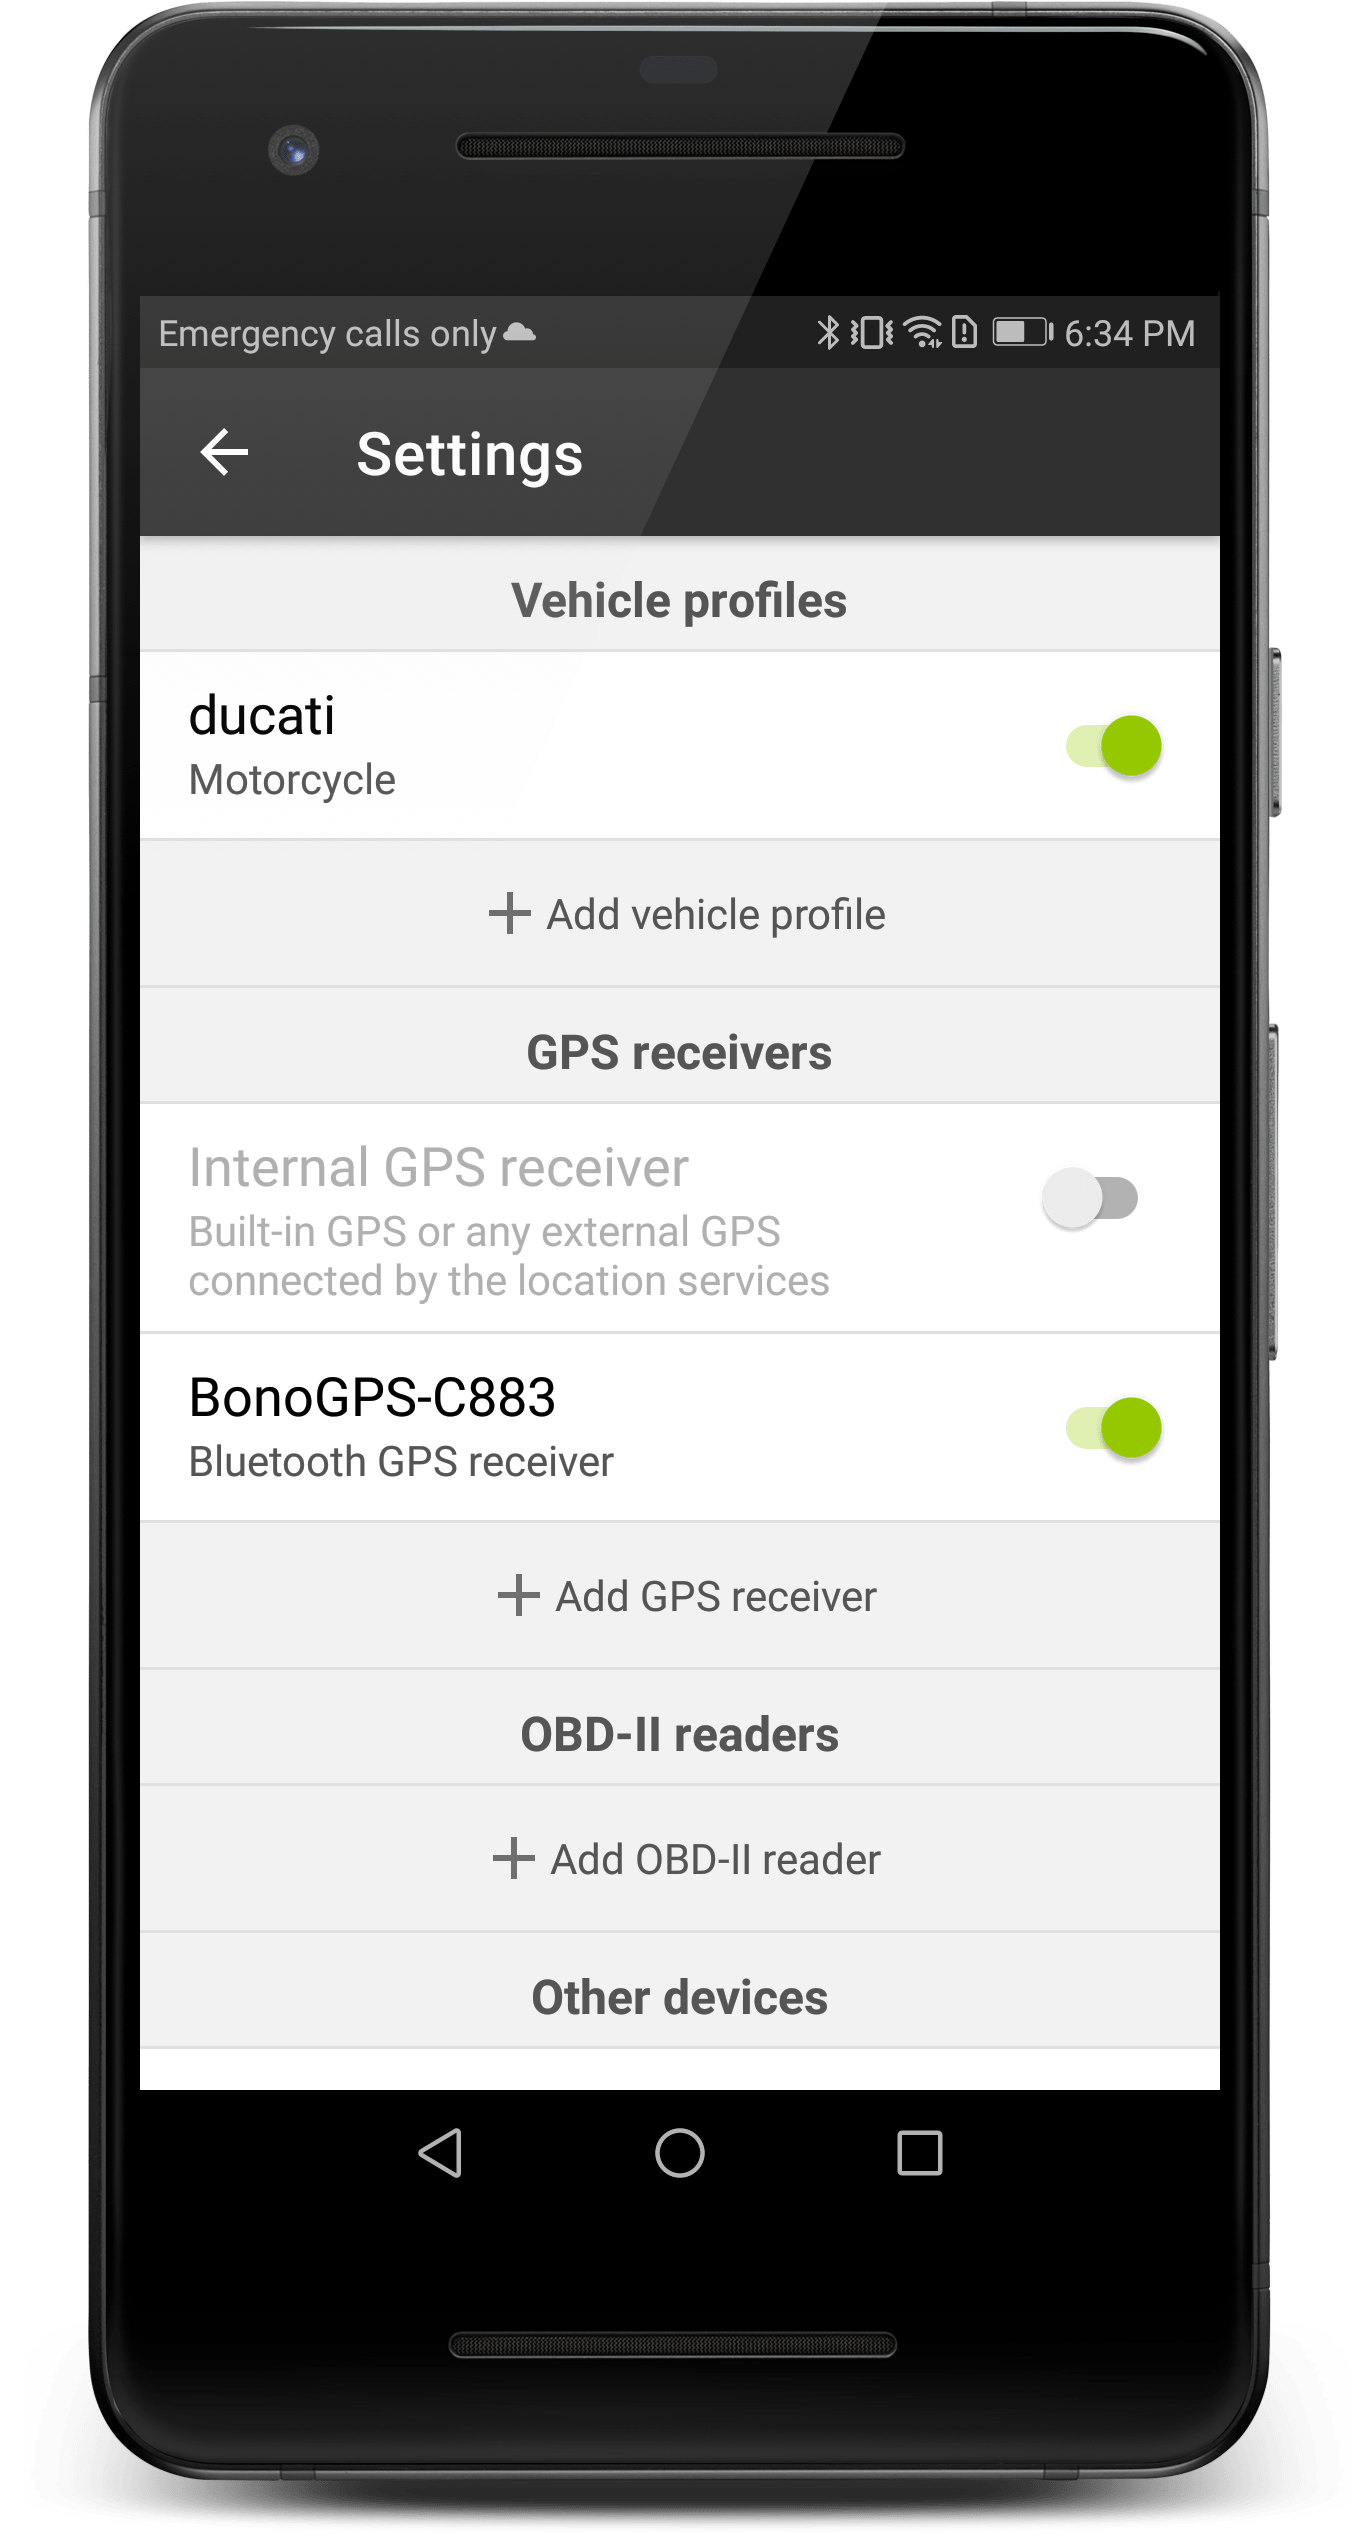 Emergency calls only 6:34 PM
Settings
Vehicle profiles
ducati
Motorcycle
Add vehicle profile
GPS receivers
Internal GPS receiver
Built-in GPS or any external GPS
connected by the location services
BonoGPS-C883
Bluetooth GPS receiver
Add GPS receiver
OBD-II readers
Add OBD-II reader
Other devices